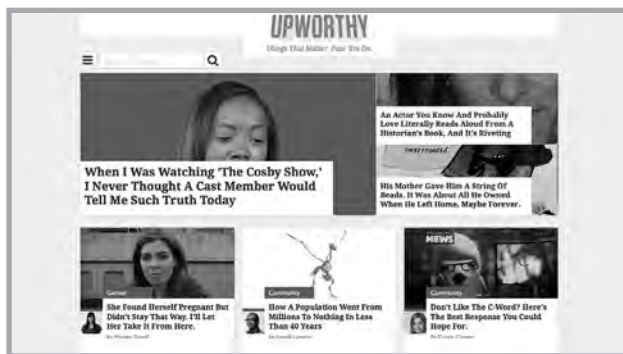 UPWORTHY
Things That Matter. Pass 'Em On.
An Actor You Know And Probably
Love Literally Reads Aloud From A
Historian's Book, And It's Riveting
interrupted
When I Was Watching 'The Cosby Show,'
I Never Thought A Cast Member Would
Tell Me Such Truth Today
His Mother Gave Him A String Of
Beads. It Was About All He Owned
When He Left Home, Maybe Forever.
Gender
She Found Herself Pregnant But
Didn't Stay That Way. I'll Let
Her Take It From Here.
Community
How A Population Went From
Millions To Nothing In Less
Than 40 Years
NEWS
Community
Don't Like The C-Word? Here's
The Best Response You Could
Hope For.